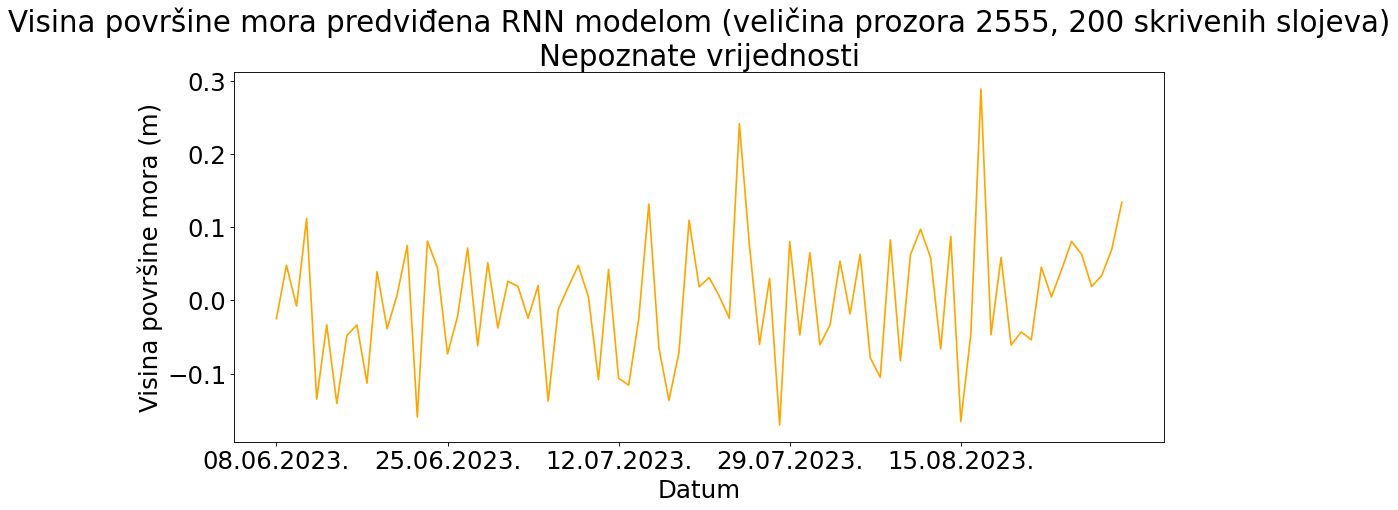 Visina površine mora predviđena RNN modelom (veličina prozora 2555, 200 skrivenih slojeva)
Nepoznate vrijednosti
Visina površine mora (m)
0.3
0.2
0.1
0.0
−0.1
08.06.2023.
25.06.2023.
12.07.2023.
29.07.2023.
15.08.2023.
Datum